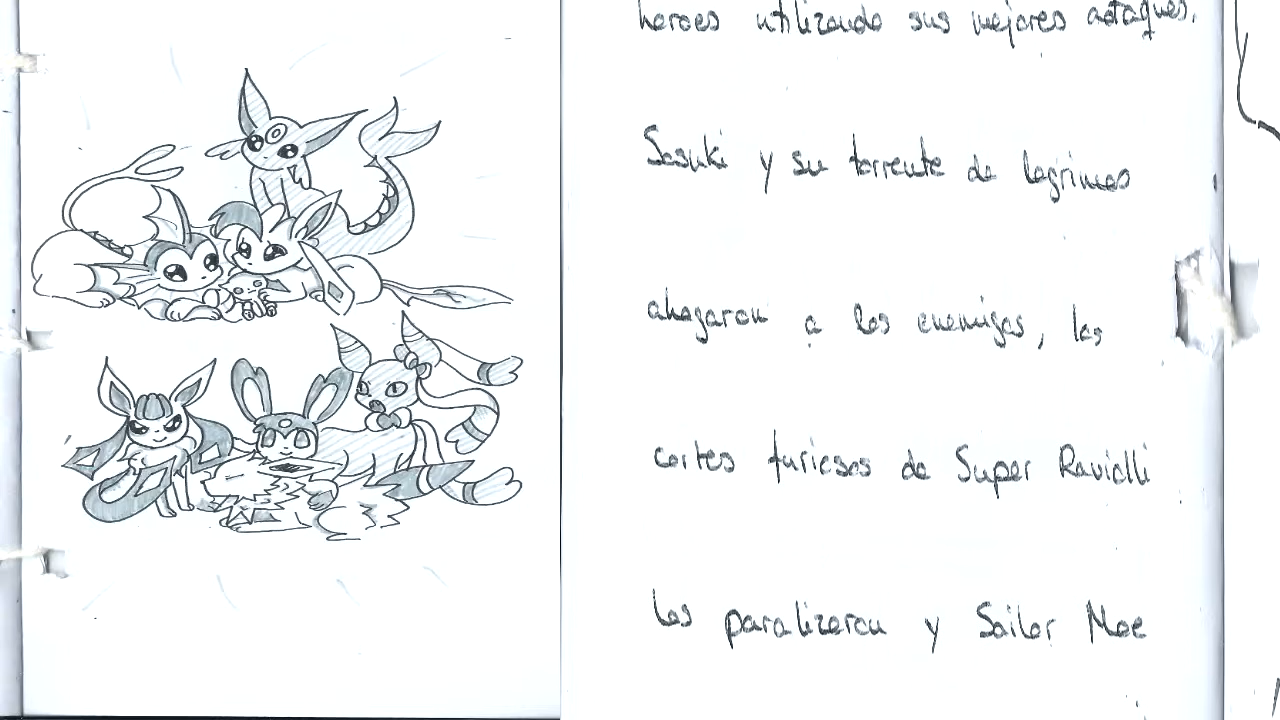 heroes utilizando sus mejores aataques.
Sasuki y su torrente de lagrimas
ahogaron a los enemigos, los
cortes furiosos de Super Raviolli
los paralizaron y Sailor Moe